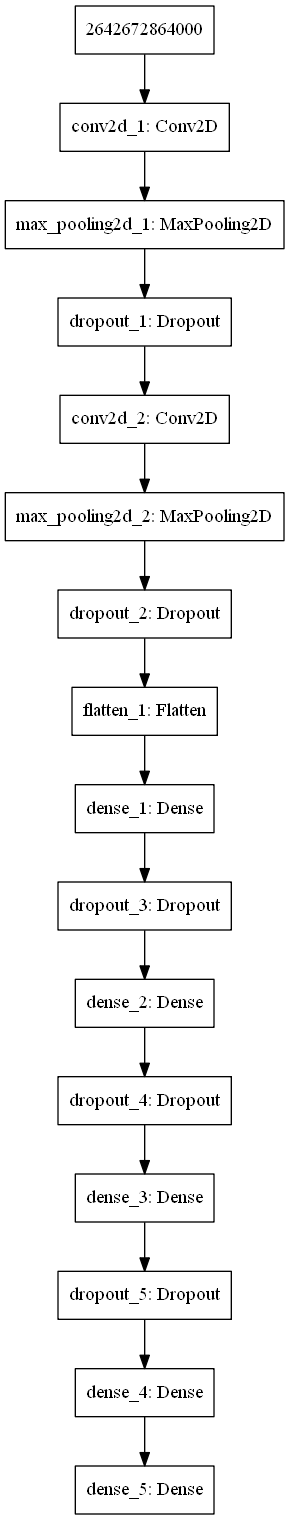 2642672864000
conv2d_1: Conv2D
max_pooling2d_1: MaxPooling2D
dropout_1: Dropout
conv2d_2: Conv2D
max_pooling2d_2: MaxPooling2D
dropout_2: Dropout
flatten_1: Flatten
dense_1: Dense
dropout_3: Dropout
dense_2: Dense
dropout_4: Dropout
dense_3: Dense
dropout_5: Dropout
dense_4: Dense
dense_5: Dense